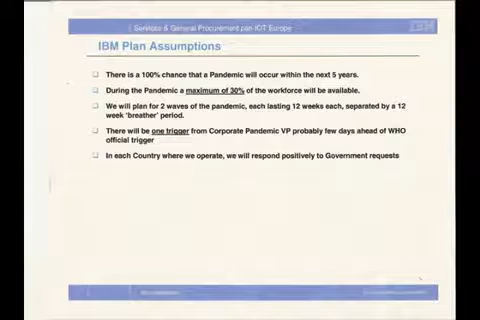 Services & General Procurement pan IOT Europe
IBM
IBM Plan Assumptions
There is a 100% chance that a Pandemic will occur within the next 5 years.
During the Pandemic a maximum of 30% of the workforce will be available.
We will plan for 2 waves of the pandemic, each lasting 12 weeks each, separated by a 12
week 'breather' period.
There will be one trigger from Corporate Pandemic VP probably few days ahead of WHO
official trigger
In each Country where we operate, we will respond positively to Government requests